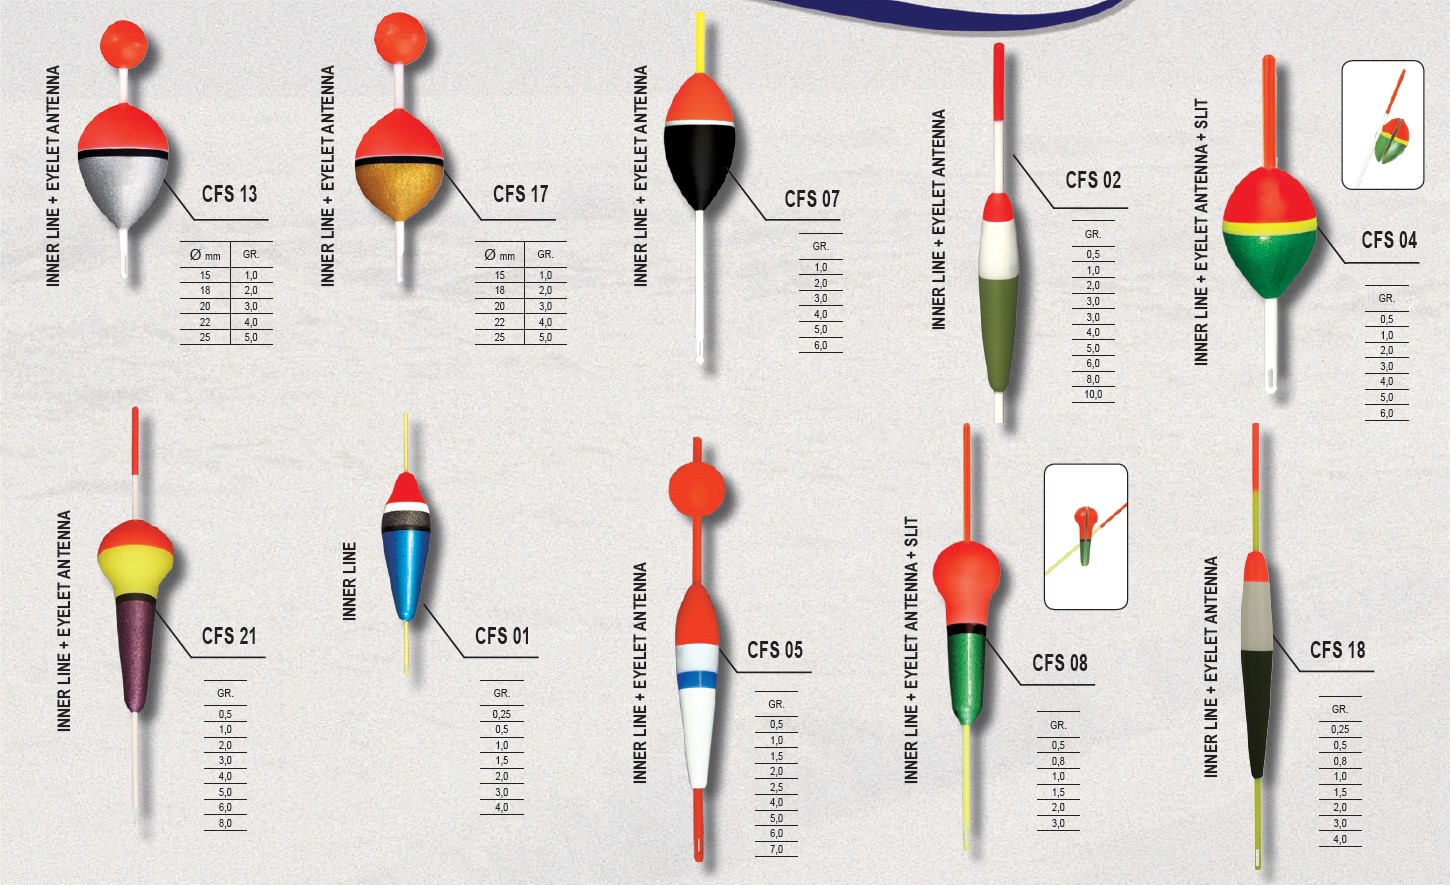 INNER LINE + EYELET ANTENNA
CFS 13
Ø mm GR.
15 1,0
18 2,0
20 3,0
22 4,0
25 5,0
INNER LINE + EYELET ANTENNA
CFS 17
Ø mm GR.
15 1,0
18 2,0
20 3,0
22 4,0
25 5,0
INNER LINE + EYELET ANTENNA
CFS 07
GR.
1,0
2,0
3,0
4,0
5,0
6,0
INNER LINE + EYELET ANTENNA
CFS 02
GR.
0,5
1,0
2,0
3,0
3,0
4,0
5,0
6,0
8,0
10,0
INNER LINE + EYELET ANTENNA + SLIT
CFS 04
GR.
0,5
1,0
2,0
3,0
4,0
5,0
6,0
INNER LINE + EYELET ANTENNA
CFS 21
GR.
0,5
1,0
2,0
3,0
4,0
5,0
6,0
8,0
INNER LINE
CFS 01
GR.
0,25
0,5
1,0
1,5
2,0
3,0
4,0
INNER LINE + EYELET ANTENNA
CFS 05
GR.
0,5
1,0
1,5
2,0
2,5
4,0
5,0
6,0
7,0
INNER LINE + EYELET ANTENNA + SLIT
CFS 08
GR.
0,5
0,8
1,0
1,5
2,0
3,0
INNER LINE + EYELET ANTENNA
CFS 18
GR.
0,25
0,5
0,8
1,0
1,5
2,0
3,0
4,0